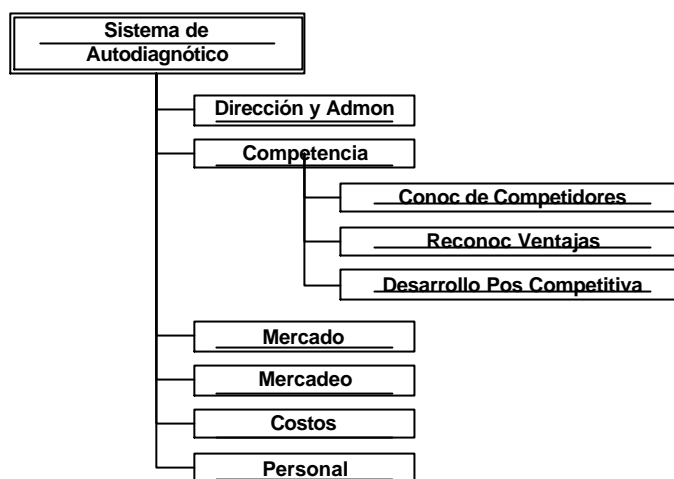 Sistema de
Autodiagnótico
Dirección y Admon
Competencia
Conoc de Competidores
Reconoc Ventajas
Desarrollo Pos Competitiva
Mercado
Mercadeo
Costos
Personal